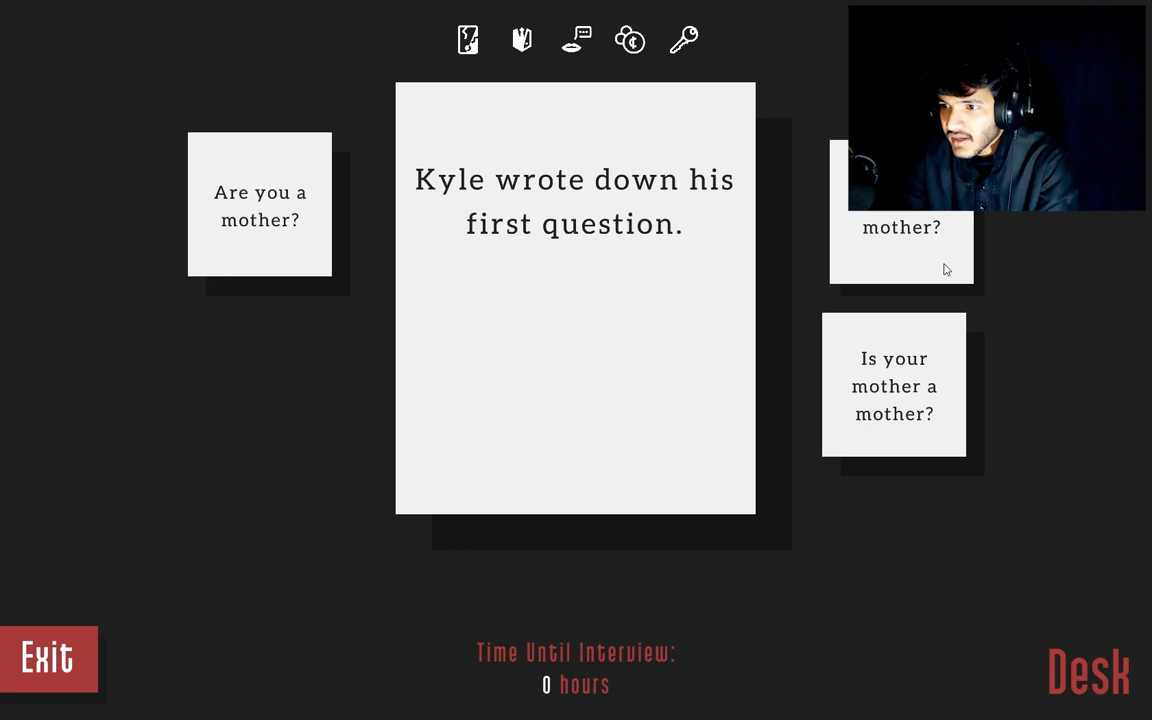 Are you a
mother?
Kyle wrote down his
first question.
mother?
Is your
mother a
mother?
Exit
Time Until Interview:
0 hours
Desk